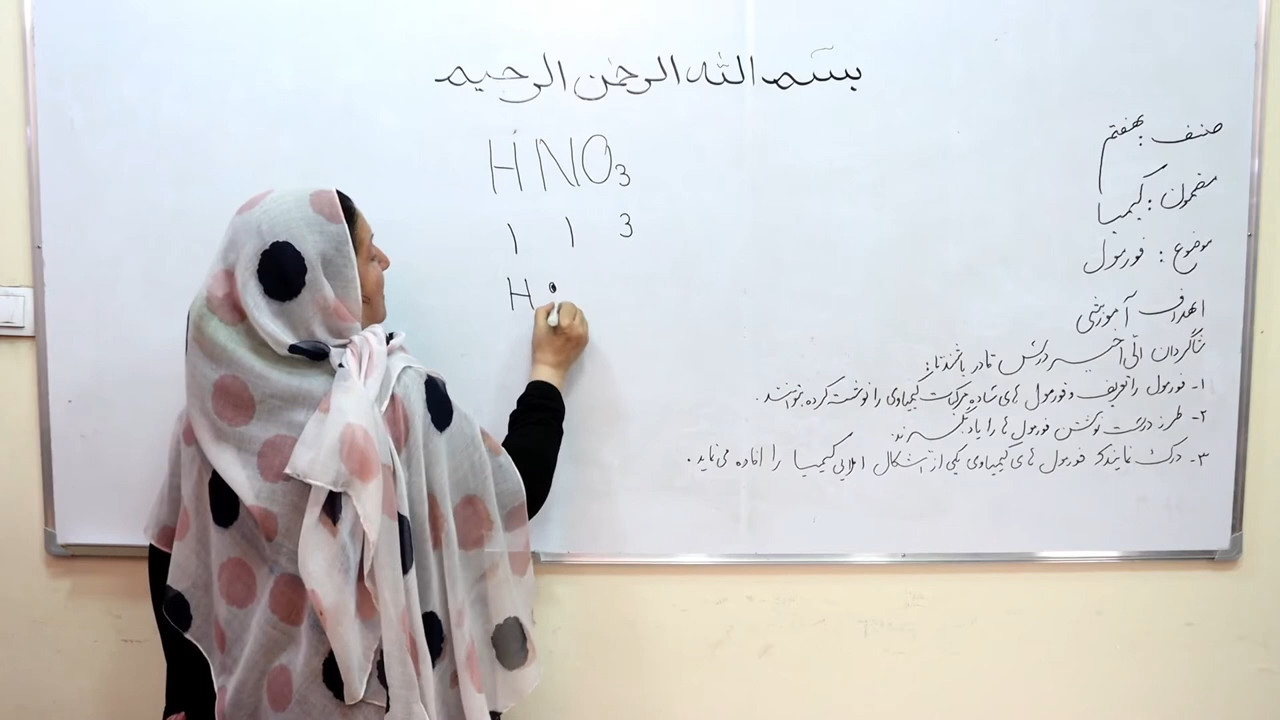 بسم الله الرحمن الرحیم
HNO3
1 1 3
H
صنف: هفتم
مضمون: کیمیا
موضوع: فورمول
اهداف آموزشی
شاگردان الی اخیر درس قادر باشند تا:
۱- فورمول را تعریف و فورمول های ساده مرکبات کیمیاوی را نوشته کرده بتوانند.
۲- طرز درست نوشتن فورمول ها را یاد بگیرند.
۳- درک نمایند که فورمول های کیمیاوی یکی از اشکال املایی کیمیا را افاده می نماید.